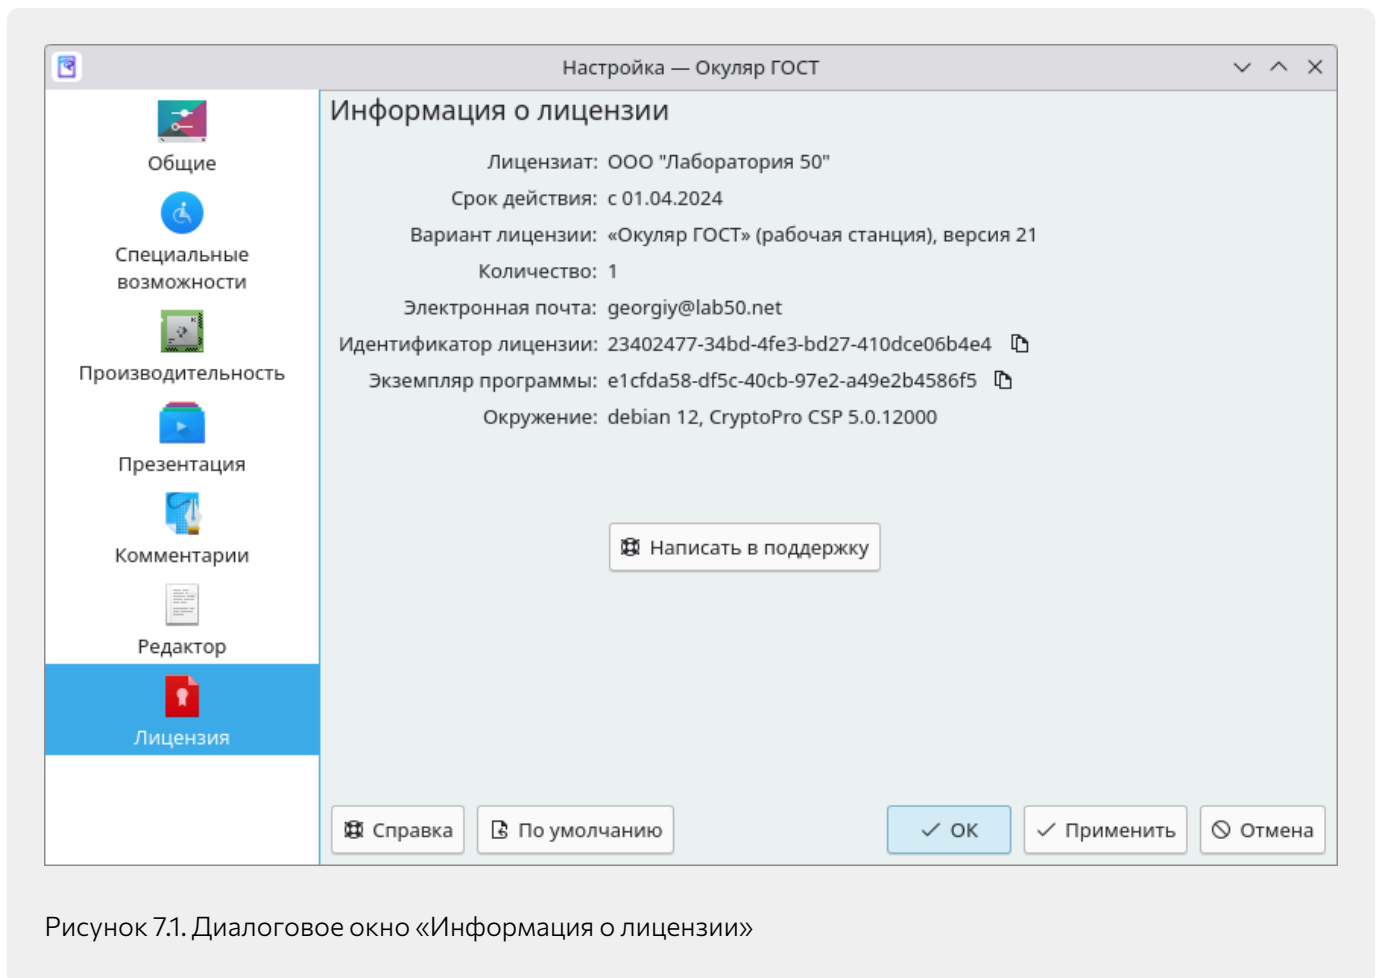 Настройка — Окуляр ГОСТ
Общие
Специальные
возможности
Производительность
Презентация
Комментарии
Редактор
Лицензия
Информация о лицензии
Лицензиат: ООО "Лаборатория 50"
Срок действия: с 01.04.2024
Вариант лицензии: «Окуляр ГОСТ» (рабочая станция), версия 21
Количество: 1
Электронная почта: georgiy@lab50.net
Идентификатор лицензии: 23402477-34bd-4fe3-bd27-410dce06b4e4
Экземпляр программы: e1cfda58-df5c-40cb-97e2-a49e2b4586f5
Окружение: debian 12, CryptoPro CSP 5.0.12000
Написать в поддержку
Справка По умолчанию ОК Применить Отмена
Рисунок 7.1. Диалоговое окно «Информация о лицензии»